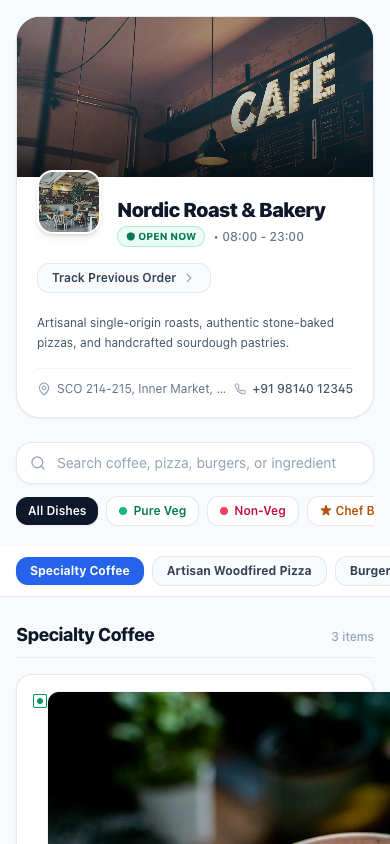 CAFE
Nordic Roast & Bakery
OPEN NOW • 08:00 - 23:00
Track Previous Order
Artisanal single-origin roasts, authentic stone-baked
pizzas, and handcrafted sourdough pastries.
SCO 214-215, Inner Market, ... +91 98140 12345
Search coffee, pizza, burgers, or ingredient
All Dishes Pure Veg Non-Veg Chef B
Specialty Coffee Artisan Woodfired Pizza Burger
Specialty Coffee 3 items